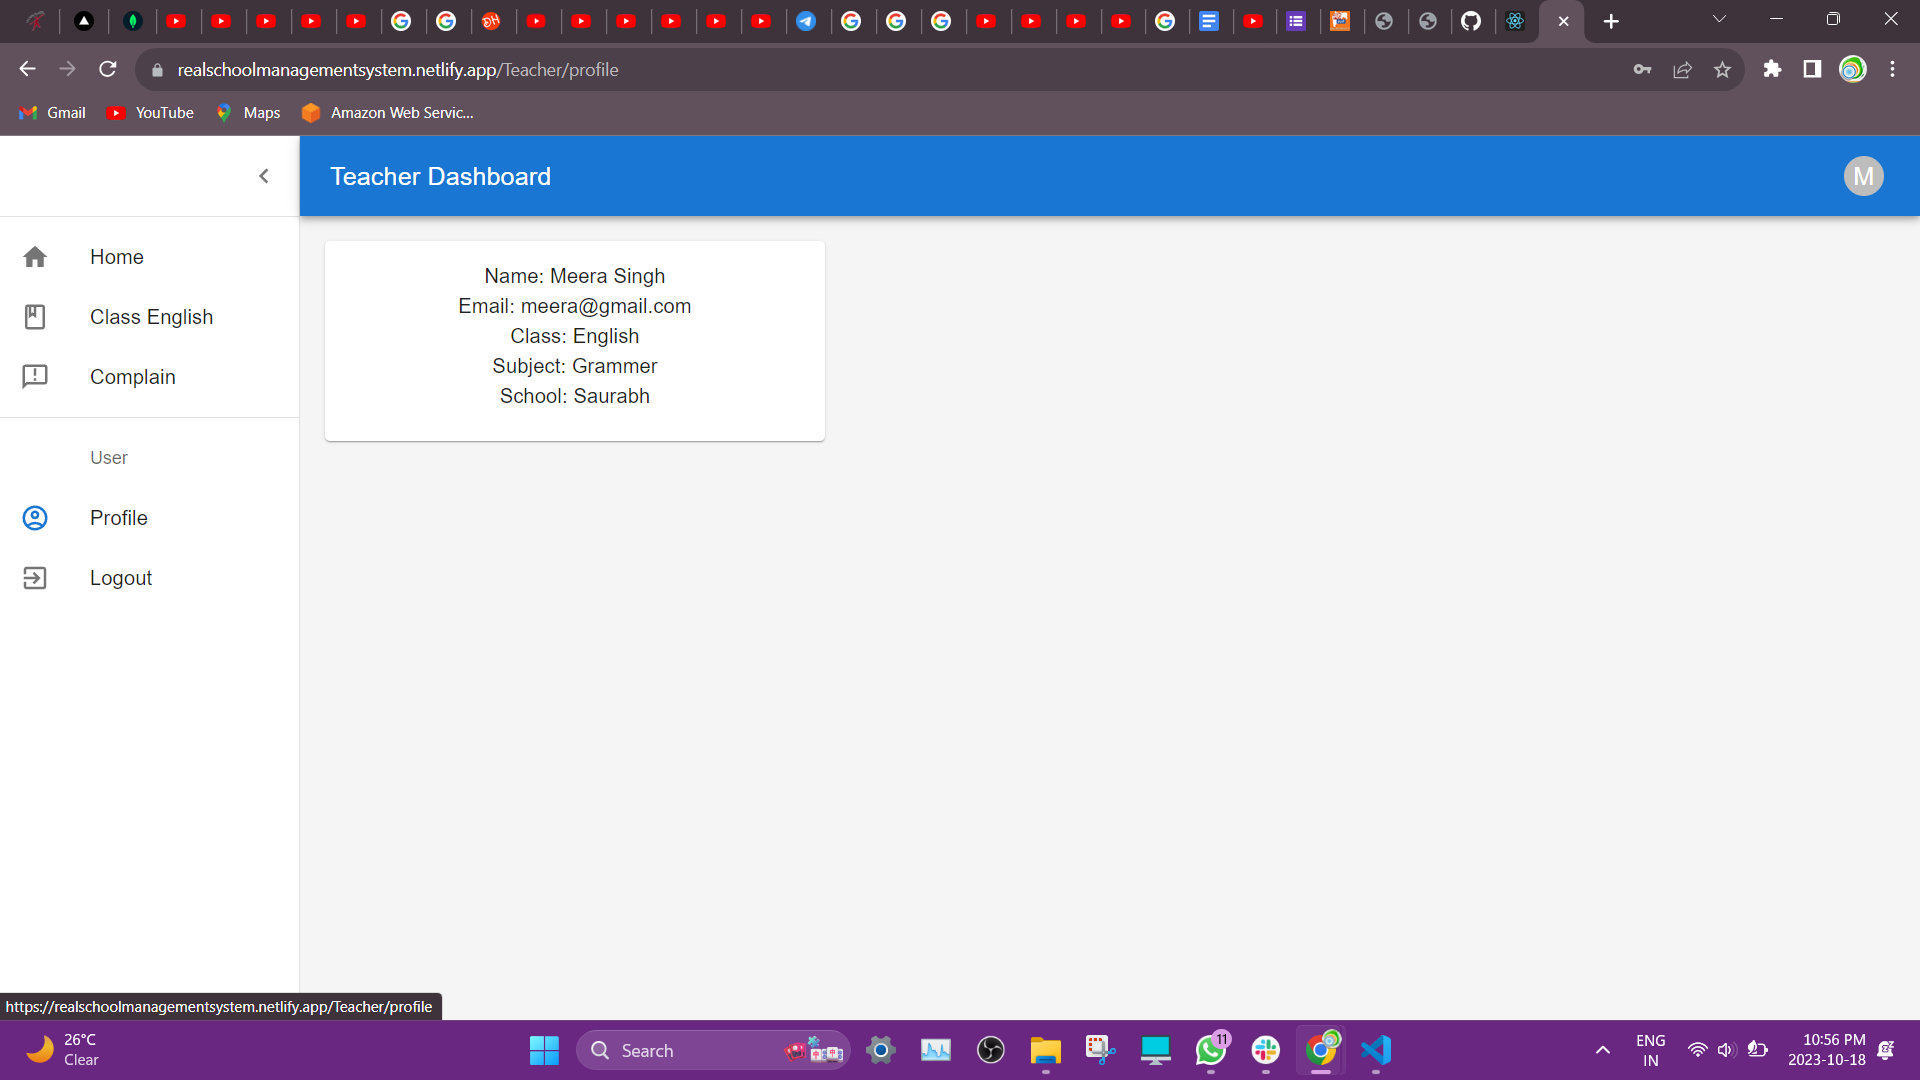 realschoolmanagementsystem.netlify.app/Teacher/profile
Gmail
YouTube
Maps
Amazon Web Servic...
Teacher Dashboard
M
Home
Class English
Complain
User
Profile
Logout
Name: Meera Singh
Email: meera@gmail.com
Class: English
Subject: Grammer
School: Saurabh
https://realschoolmanagementsystem.netlify.app/Teacher/profile
26°C
Clear
Search
11
ENG
IN
10:56 PM
2023-10-18